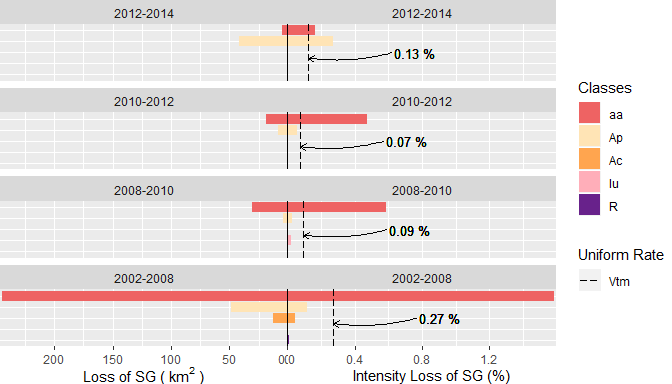 2012-2014 2012-2014
0.13 %
2010-2012 2010-2012
0.07 %
2008-2010 2008-2010
0.09 %
2002-2008 2002-2008
0.27 %
200 150 100 50 0 0.0 0.4 0.8 1.2
Loss of SG ( km² ) Intensity Loss of SG (%)
Classes
aa
Ap
Ac
Iu
R
Uniform Rate
Vtm